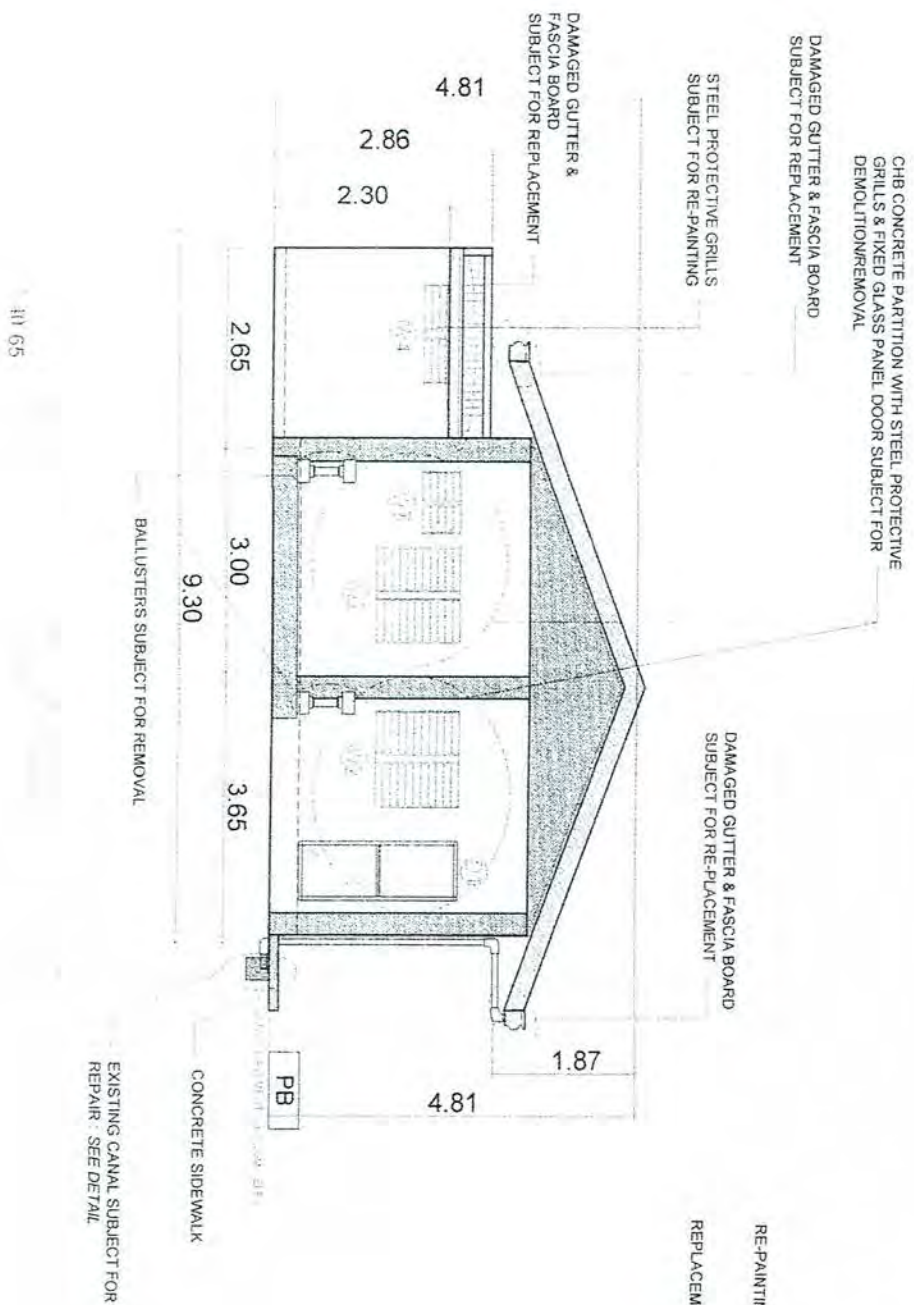 CHB CONCRETE PARTITION WITH STEEL PROTECTIVE
GRILLS & FIXED GLASS PANEL DOOR SUBJECT FOR
DEMOLITION/REMOVAL
DAMAGED GUTTER & FASCIA BOARD
SUBJECT FOR REPLACEMENT
STEEL PROTECTIVE GRILLS
SUBJECT FOR RE-PAINTING
DAMAGED GUTTER &
FASCIA BOARD
SUBJECT FOR REPLACEMENT
DAMAGED GUTTER & FASCIA BOARD
SUBJECT FOR RE-PLACEMENT
RE-PAINTIN
REPLACEM
4.81
2.86
2.30
1.87
4.81
PB
2.65
3.00
3.65
9.30
BALLUSTERS SUBJECT FOR REMOVAL
CONCRETE SIDEWALK
EXISTING CANAL SUBJECT FOR
REPAIR : SEE DETAIL